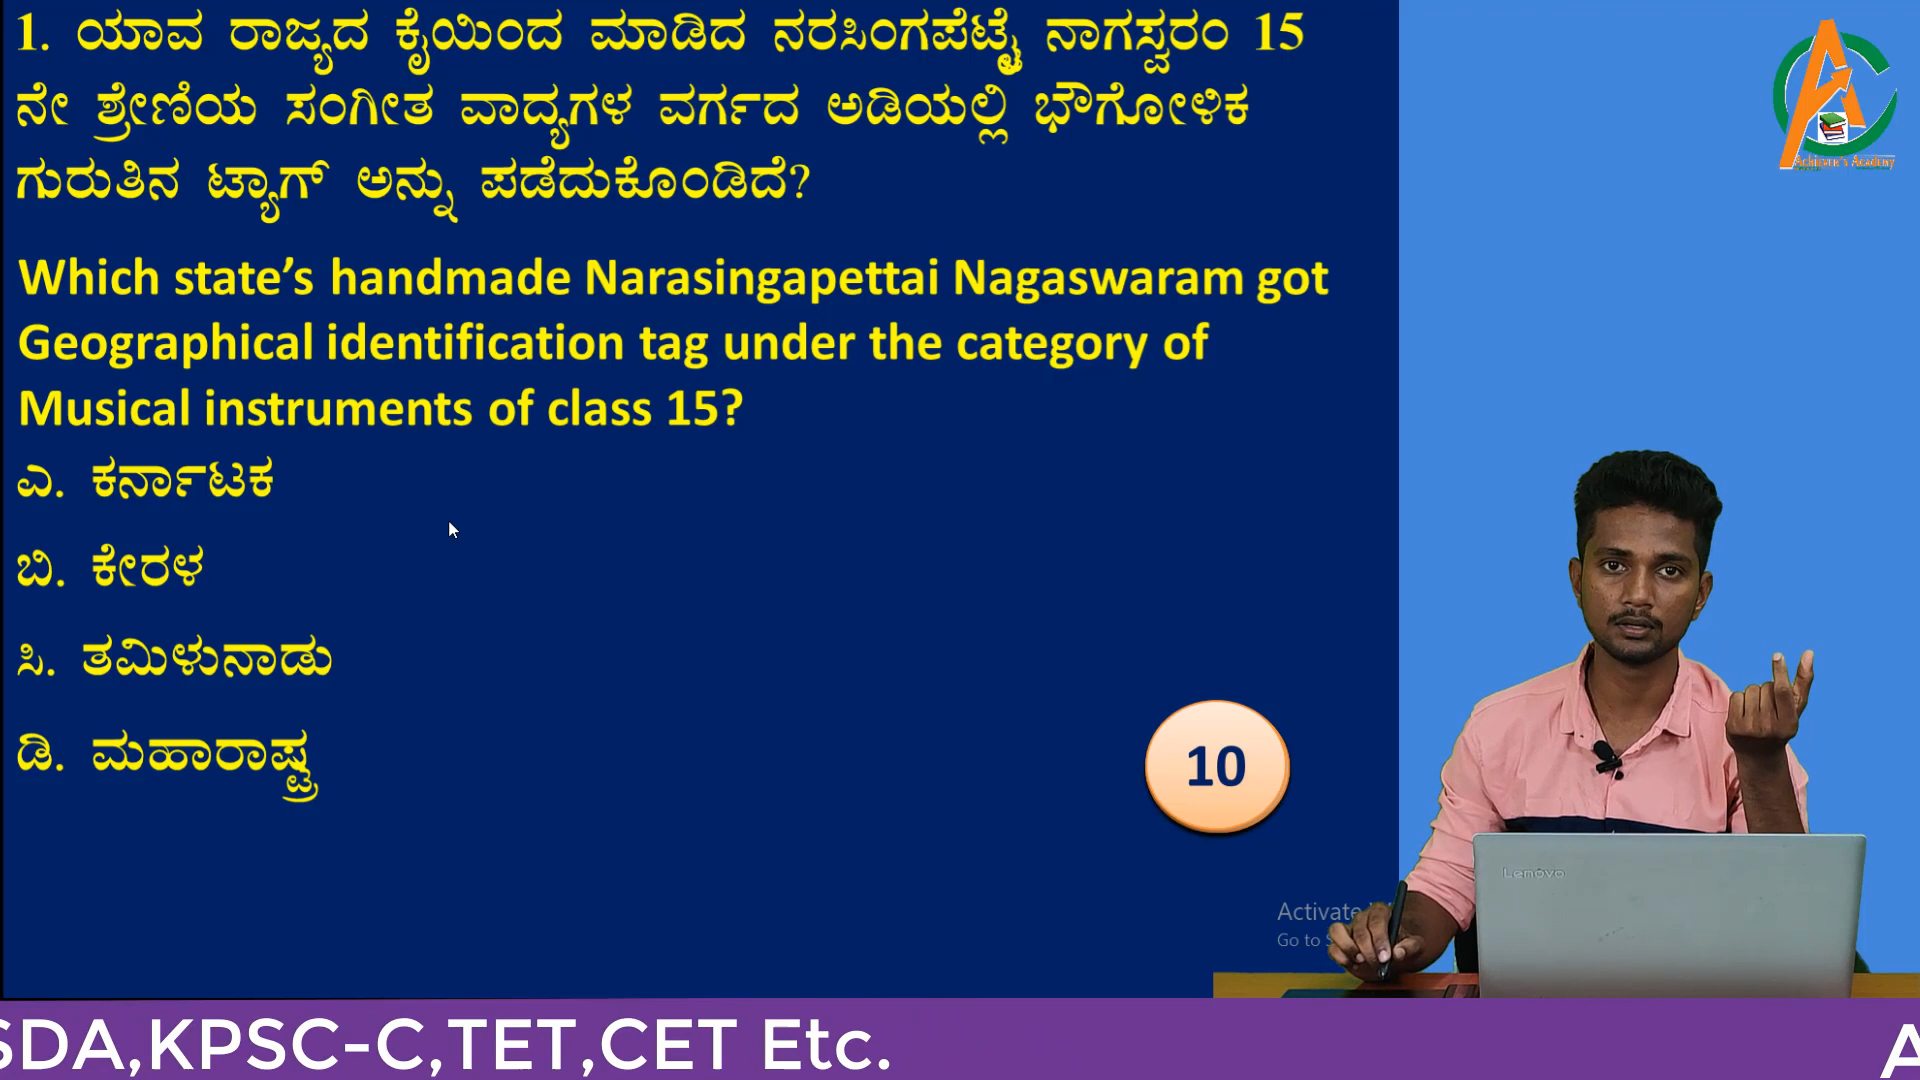 1. ಯಾವ ರಾಜ್ಯದ ಕೈಯಿಂದ ಮಾಡಿದ ನರಸಿಂಗಪೆಟ್ಟೈ ನಾಗಸ್ವರಂ 15
ನೇ ಶ್ರೇಣಿಯ ಸಂಗೀತ ವಾದ್ಯಗಳ ವರ್ಗದ ಅಡಿಯಲ್ಲಿ ಭೌಗೋಳಿಕ
ಗುರುತಿನ ಟ್ಯಾಗ್ ಅನ್ನು ಪಡೆದುಕೊಂಡಿದೆ?
Which state's handmade Narasingapettai Nagaswaram got
Geographical identification tag under the category of
Musical instruments of class 15?
ಎ. ಕರ್ನಾಟಕ
ಬಿ. ಕೇರಳ
ಸಿ. ತಮಿಳುನಾಡು
ಡಿ. ಮಹಾರಾಷ್ಟ್ರ
10
Achiever's Academy
Lenovo
Activate
Go to
SDA,KPSC-C,TET,CET Etc. A